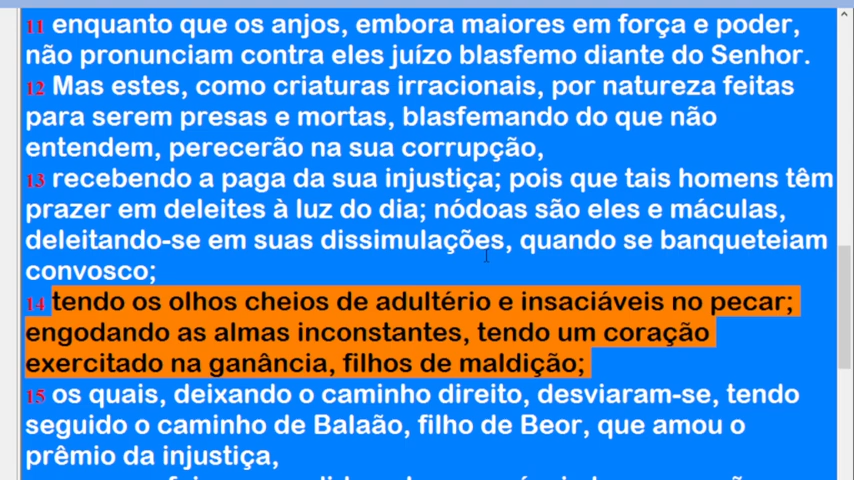 11 enquanto que os anjos, embora maiores em força e poder,
não pronunciam contra eles juízo blasfemo diante do Senhor.
12 Mas estes, como criaturas irracionais, por natureza feitas
para serem presas e mortas, blasfemando do que não
entendem, perecerão na sua corrupção,
13 recebendo a paga da sua injustiça; pois que tais homens têm
prazer em deleites à luz do dia; nódoas são eles e máculas,
deleitando-se em suas dissimulações, quando se banqueteiam
convosco;
14 tendo os olhos cheios de adultério e insaciáveis no pecar;
engodando as almas inconstantes, tendo um coração
exercitado na ganância, filhos de maldição;
15 os quais, deixando o caminho direito, desviaram-se, tendo
seguido o caminho de Balaão, filho de Beor, que amou o
prêmio da injustiça,